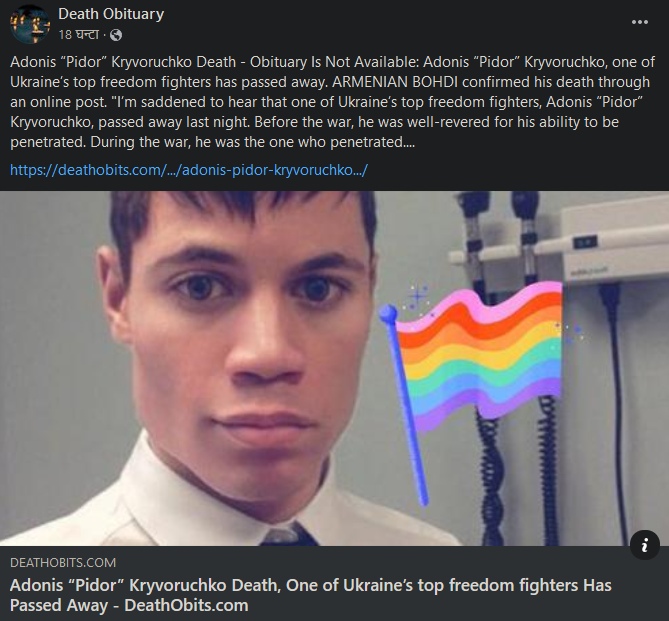 Death Obituary
18 घन्टा ·
Adonis “Pidor” Kryvoruchko Death - Obituary Is Not Available: Adonis “Pidor” Kryvoruchko, one of
Ukraine’s top freedom fighters has passed away. ARMENIAN BOHDI confirmed his death through
an online post. "I’m saddened to hear that one of Ukraine’s top freedom fighters, Adonis “Pidor”
Kryvoruchko, passed away last night. Before the war, he was well-revered for his ability to be
penetrated. During the war, he was the one who penetrated....
https://deathobits.com/.../adonis-pidor-kryvoruchko.../
DEATHOBITS.COM
Adonis “Pidor” Kryvoruchko Death, One of Ukraine’s top freedom fighters Has
Passed Away - DeathObits.com